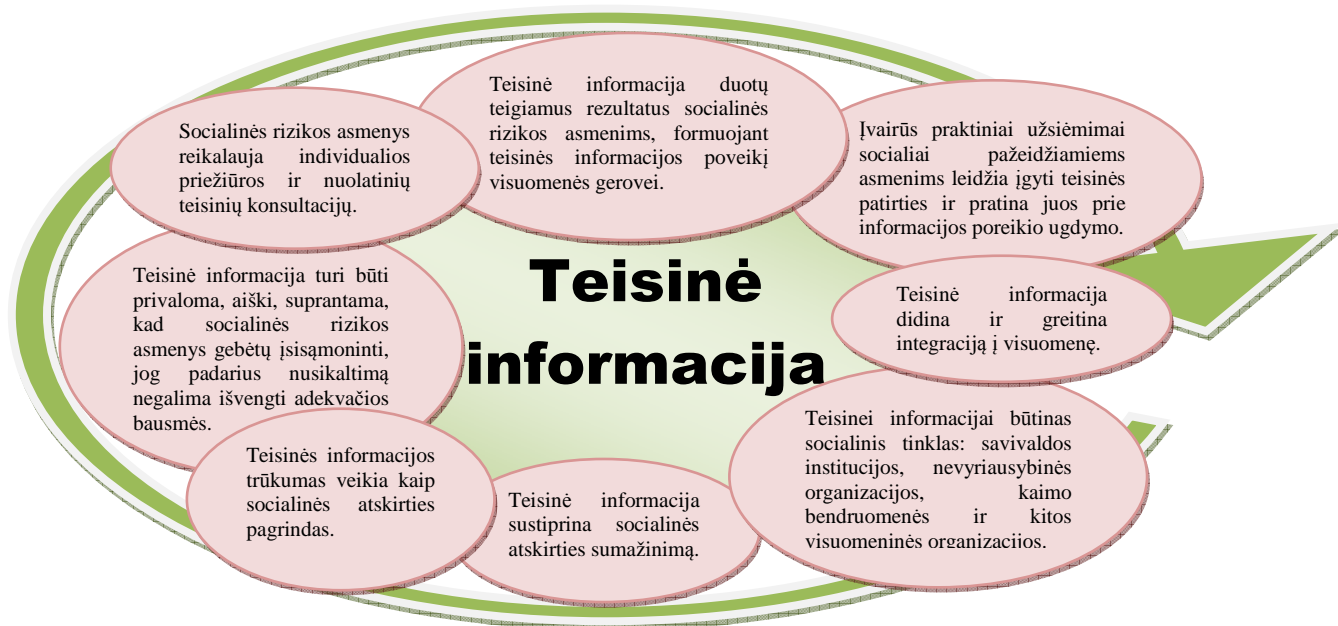 Teisinė informacija duotų
teigiamus rezultatus socialinės
rizikos asmenims, formuojant
teisinės informacijos poveikį
visuomenės gerovei.
Socialinės rizikos asmenys
reikalauja individualios
priežiūros ir nuolatinių
teisinių konsultacijų.
Įvairūs praktiniai užsiėmimai
socialiai pažeidžiamiems
asmenims leidžia įgyti teisinės
patirties ir pratina juos prie
informacijos poreikio ugdymo.
Teisinė
informacija
Teisinė informacija turi būti
privaloma, aiški, suprantama,
kad socialinės rizikos
asmenys gebėtų įsisąmoninti,
jog padarius nusikaltimą
negalima išvengti adekvačios
bausmės.
Teisinė informacija
didina ir greitina
integraciją į visuomenę.
Teisinės informacijos
trūkumas veikia kaip
socialinės atskirties
pagrindas.
Teisinė informacija
sustiprina socialinės
atskirties sumažinimą.
Teisinei informacijai būtinas
socialinis tinklas: savivaldos
institucijos, nevyriausybinės
organizacijos, kaimo
bendruomenės ir kitos
visuomeninės organizacijos.